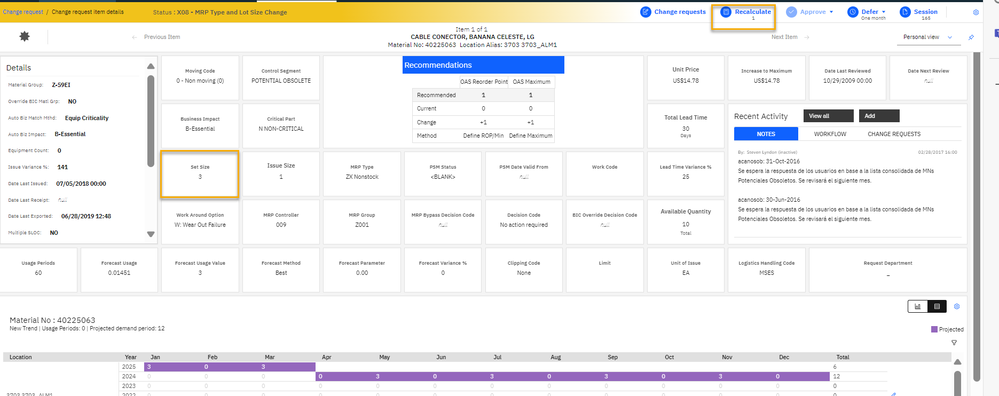 Change request / Change request item details
Status : X08 - MRP Type and Lot Size Change
Change requests
Recalculate
1
Approve
Defer
One month
Session
165
Previous Item
Item 1 of 1
CABLE CONECTOR, BANANA CELESTE, LG
Material No: 40225063 Location Alias: 3703 3703_ALM1
Next Item
Personal view
Details
Material Group: Z-59EI
Override BIC Matl Grp: NO
Auto Biz Match Mthd: Equip Criticality
Auto Biz Impact: B-Essential
Equipment Count: 0
Issue Variance %: 141
Date Last Issued: 07/05/2018 00:00
Date Last Receipt: null
Date Last Exported: 06/28/2019 12:48
Multiple SLOC: NO
Moving Code
0 - Non moving (0)
Control Segment
POTENTIAL OBSOLETE
Business Impact
B-Essential
Critical Part
N NON-CRITICAL
Recommendations
OAS Reorder Point OAS Maximum
Recommended 1 1
Current 0 0
Change +1 +1
Method Define ROP/Min Define Maximum
Unit Price
US$14.78
Increase to Maximum
US$14.78
Date Last Reviewed
10/29/2009 00:00
Date Next Review
null
Total Lead Time
30
Days
Recent Activity
View all
Add
NOTES
WORKFLOW
CHANGE REQUESTS
By: Steven Lyndon (inactive) 02/28/2017 16:00
acanosob: 31-Oct-2016
Se espera la respuesta de los usuarios en base a la lista consolidada de MNs
Potenciales Obsoletos. Se revisará el siguiente mes.
acanosob: 30-Jun-2016
Se espera la respuesta de los usuarios en base a la lista consolidada de MNs
Potenciales Obsoletos. Se revisará el siguiente mes.
Set Size
3
Issue Size
1
MRP Type
ZX Nonstock
PSM Status
<BLANK>
PSM Date Valid From
null
Work Code
Lead Time Variance %
25
Work Around Option
W: Wear Out Failure
MRP Controller
009
MRP Group
Z001
MRP Bypass Decision Code
null
Decision Code
No action required
BIC Override Decision Code
null
Available Quantity
10
Total
Usage Periods
60
Forecast Usage
0.01451
Forecast Usage Value
3
Forecast Method
Best
Forecast Parameter
0.00
Forecast Variance %
0
Clipping Code
None
Limit
Unit of Issue
EA
Logistics Handling Code
MSES
Request Department
_
Material No : 40225063
New Trend | Usage Periods: 0 | Projected demand period: 12
Projected
Location Year Jan Feb Mar Apr May Jun Jul Aug Sep Oct Nov Dec Total
2025 3 0 3 6
2024 0 0 0 0 3 0 3 0 3 0 3 0 12
2023 0 0 0 0 0 0 0 0 0 0 0 0 0
3703 3703_ALM1 2022 0 0 0 0 0 0 0 0 0 0 0 0 0